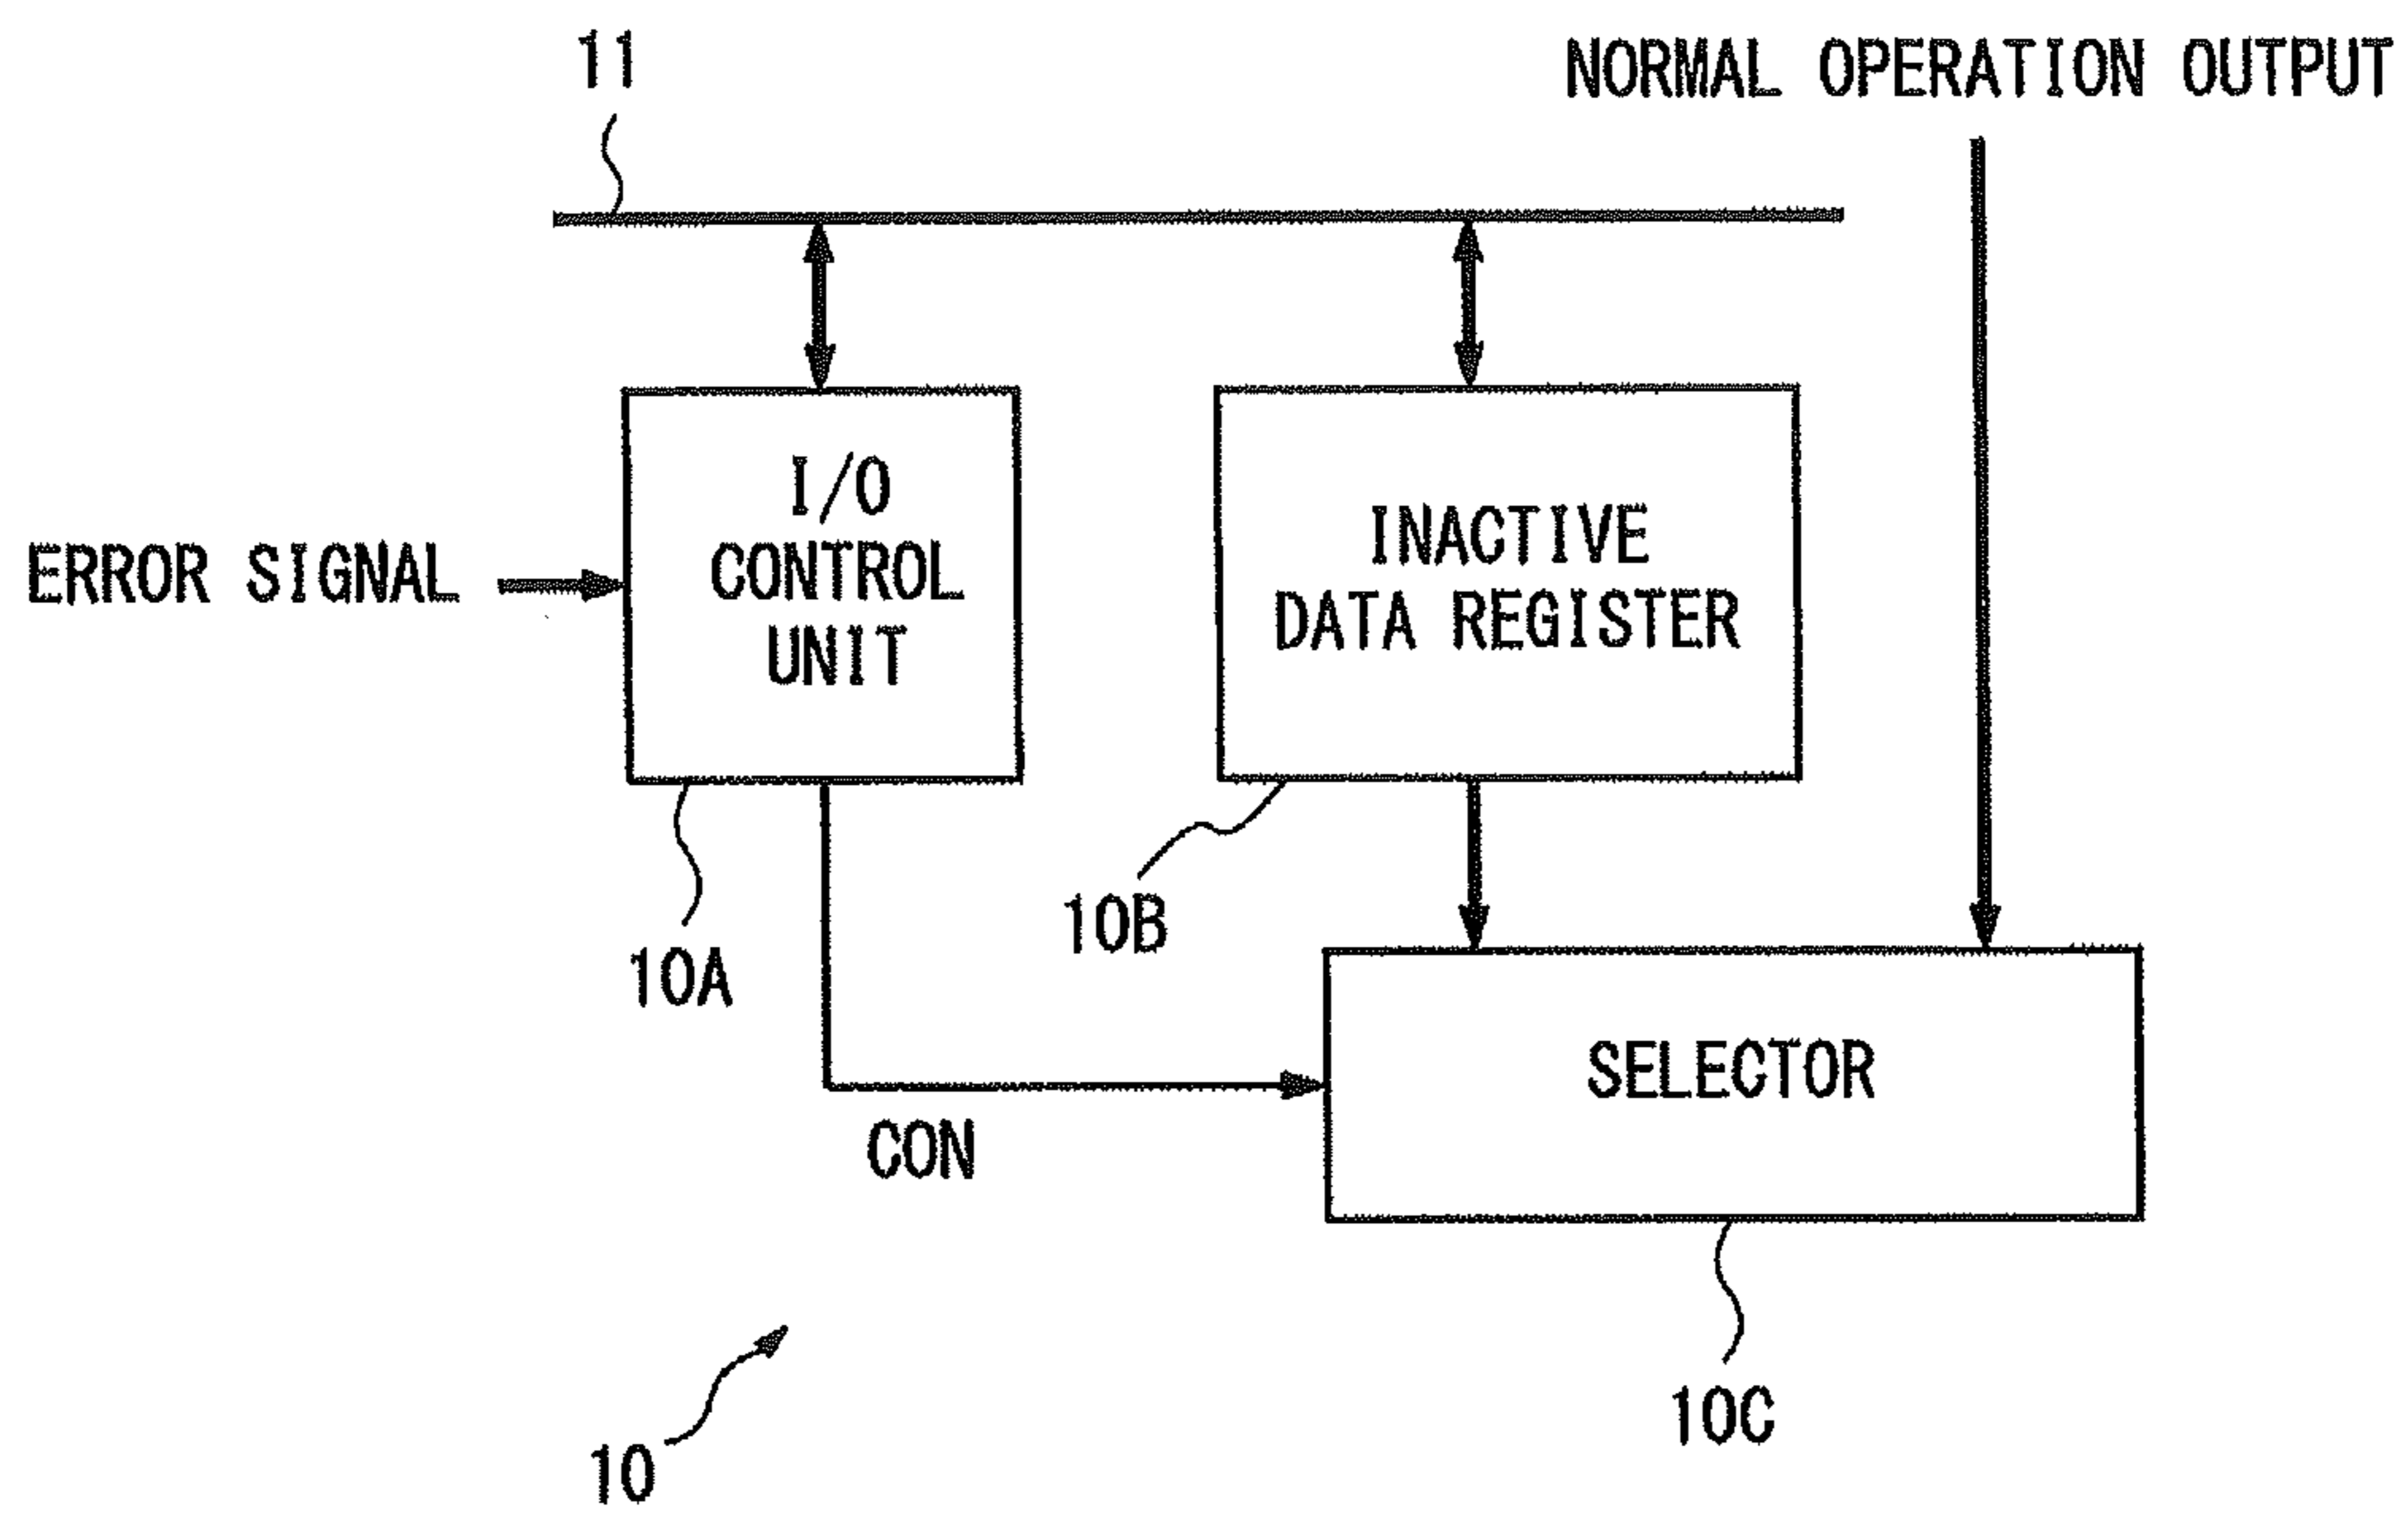 11
NORMAL OPERATION OUTPUT
I/O
CONTROL
UNIT
INACTIVE
DATA REGISTER
ERROR SIGNAL
10B
10A
SELECTOR
CON
10C
10